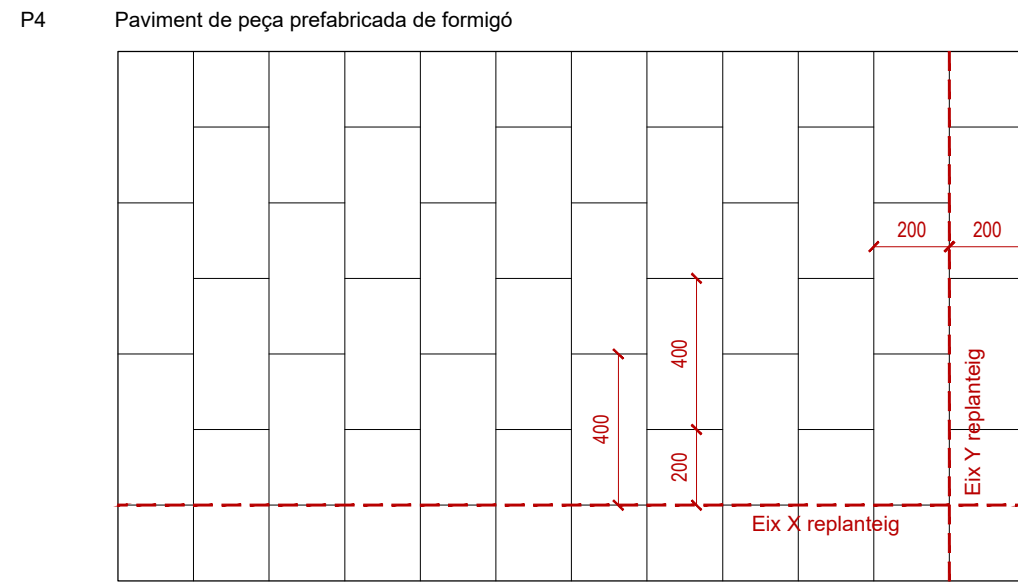 P4 Paviment de peça prefabricada de formigó
200 200
400
400
200
Eix Y replanteig
Eix X replanteig